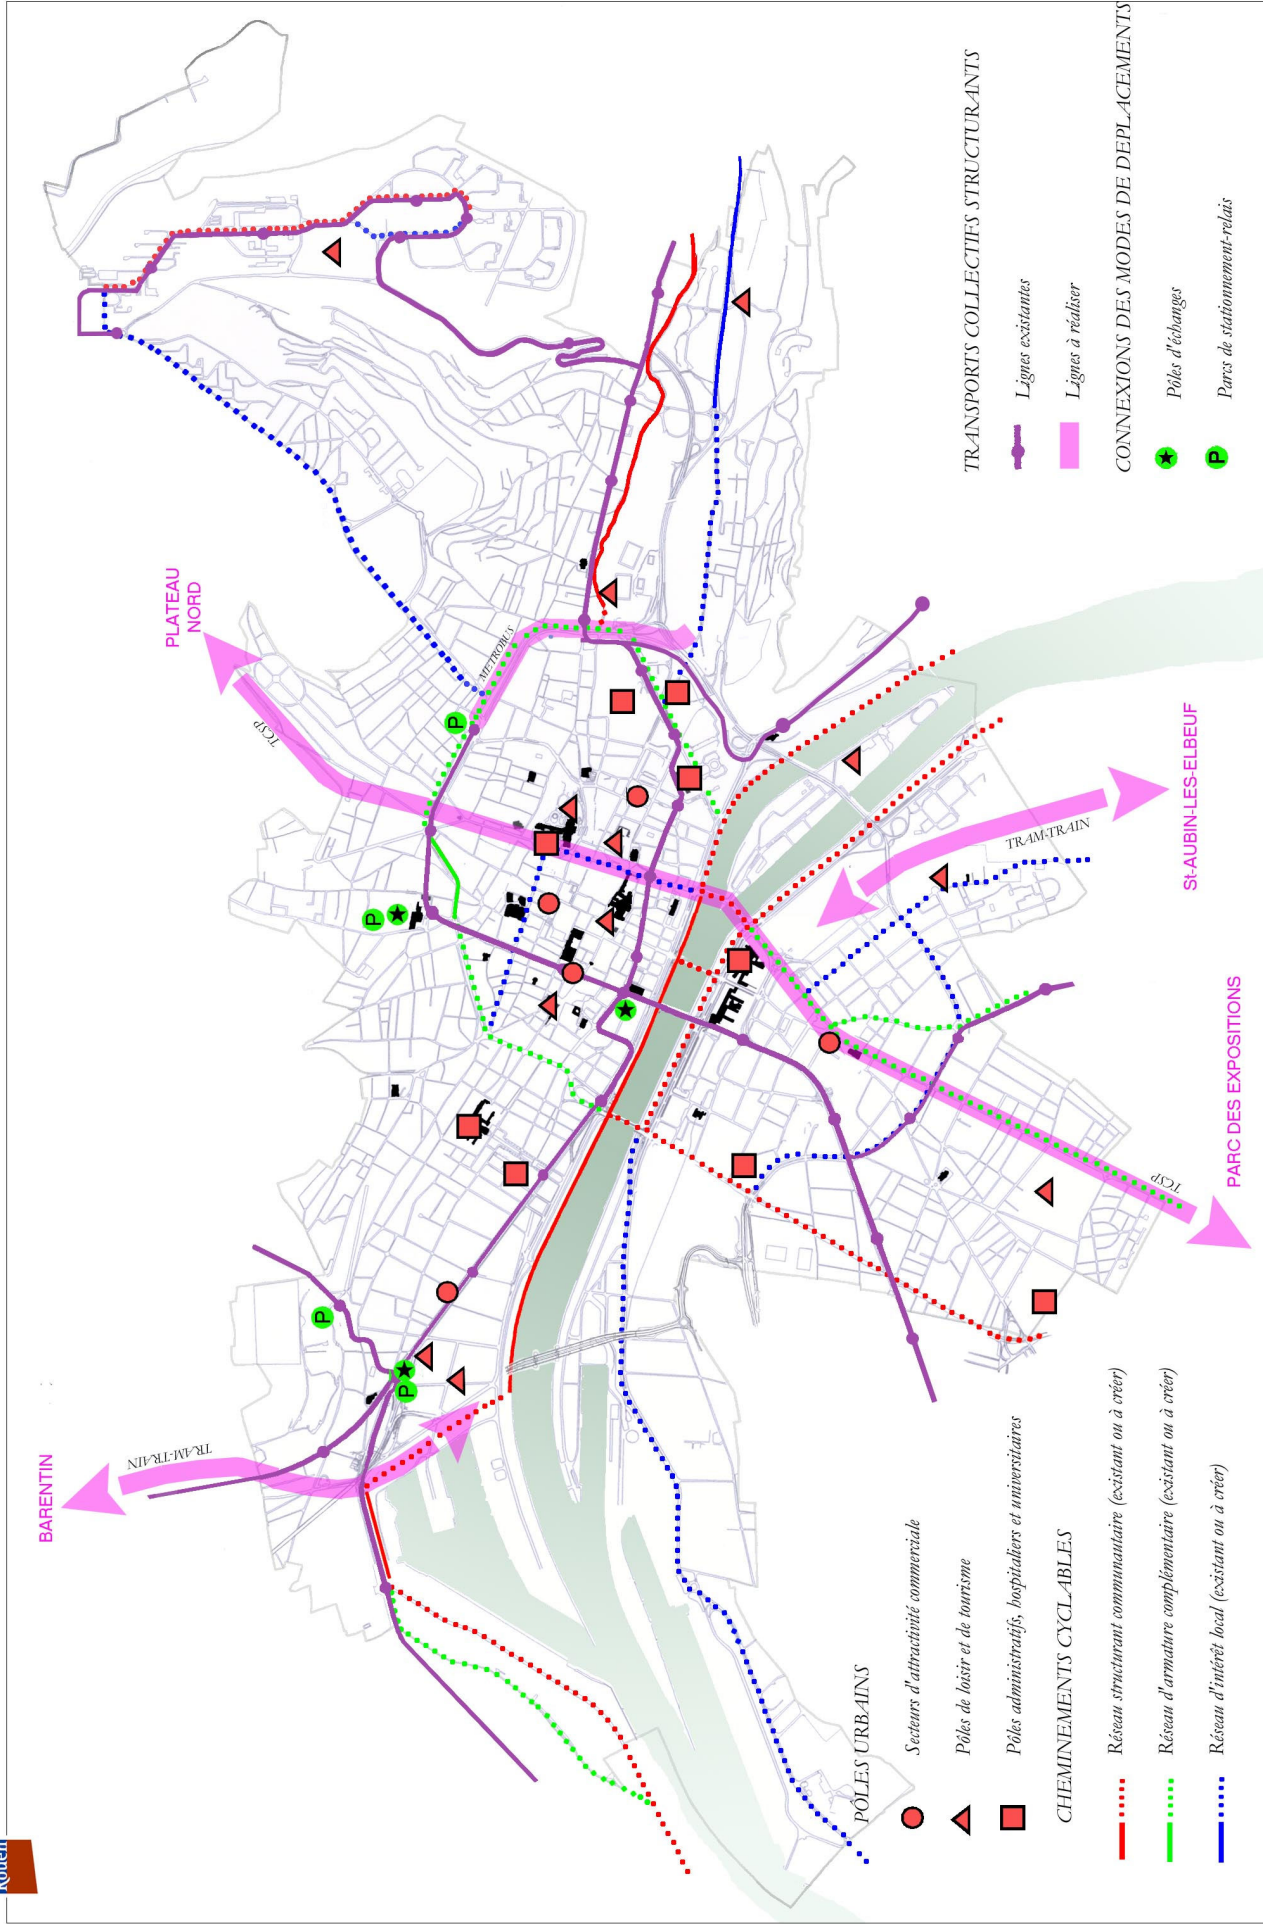 Rouen
BARENTIN
TRAM-TRAIN
PLATEAU
NORD
TCSP
METROBUS
TRAM-TRAIN
St-AUBIN-LES-ELBEUF
TCSP
PARC DES EXPOSITIONS
PÔLES URBAINS
Secteurs d'attractivité commerciale
Pôles de loisir et de tourisme
Pôles administratifs, hospitaliers et universitaires
CHEMINEMENTS CYCLABLES
Réseau structurant communautaire (existant ou à créer)
Réseau d'armature complémentaire (existant ou à créer)
Réseau d'intérêt local (existant ou à créer)
TRANSPORTS COLLECTIFS STRUCTURANTS
Lignes existantes
Lignes à réaliser
CONNEXIONS DES MODES DE DEPLACEMENTS
Pôles d'échanges
P
Parcs de stationnement-relais
P
P
P
P